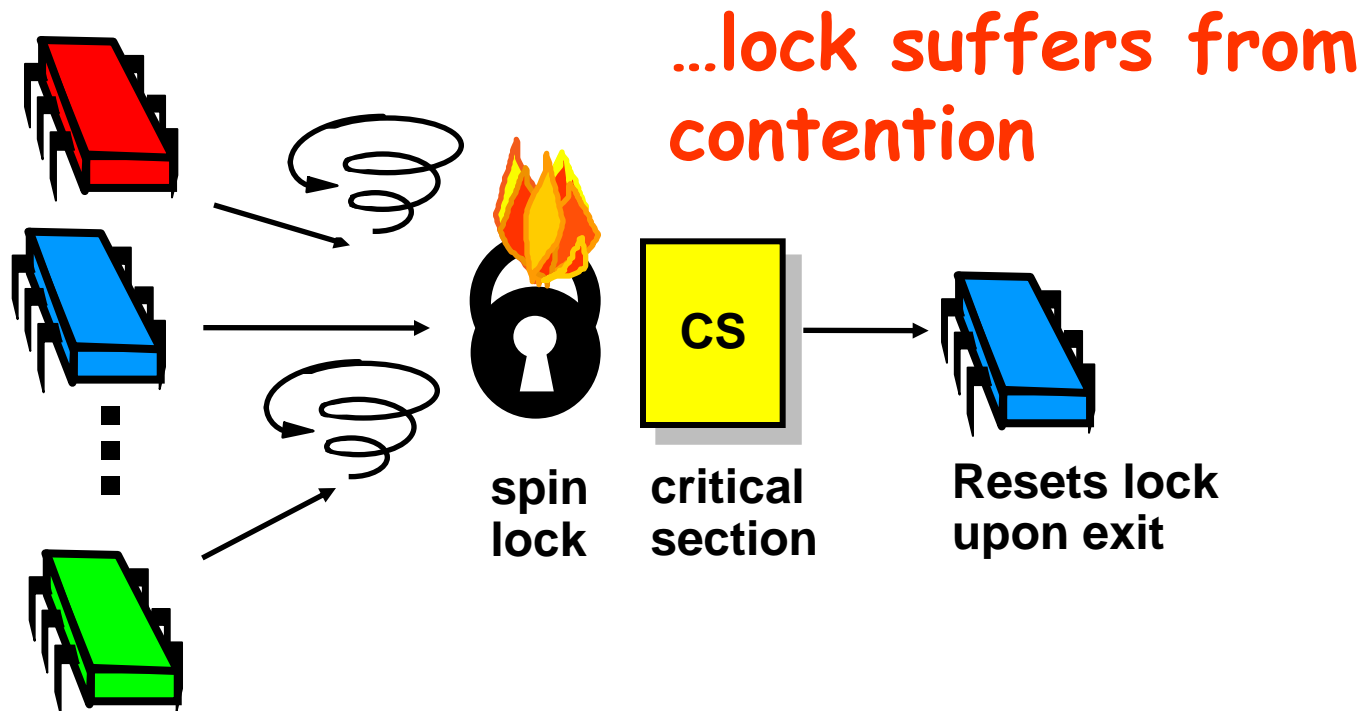 …lock suffers from
contention
CS
spin
lock
critical
section
Resets lock
upon exit